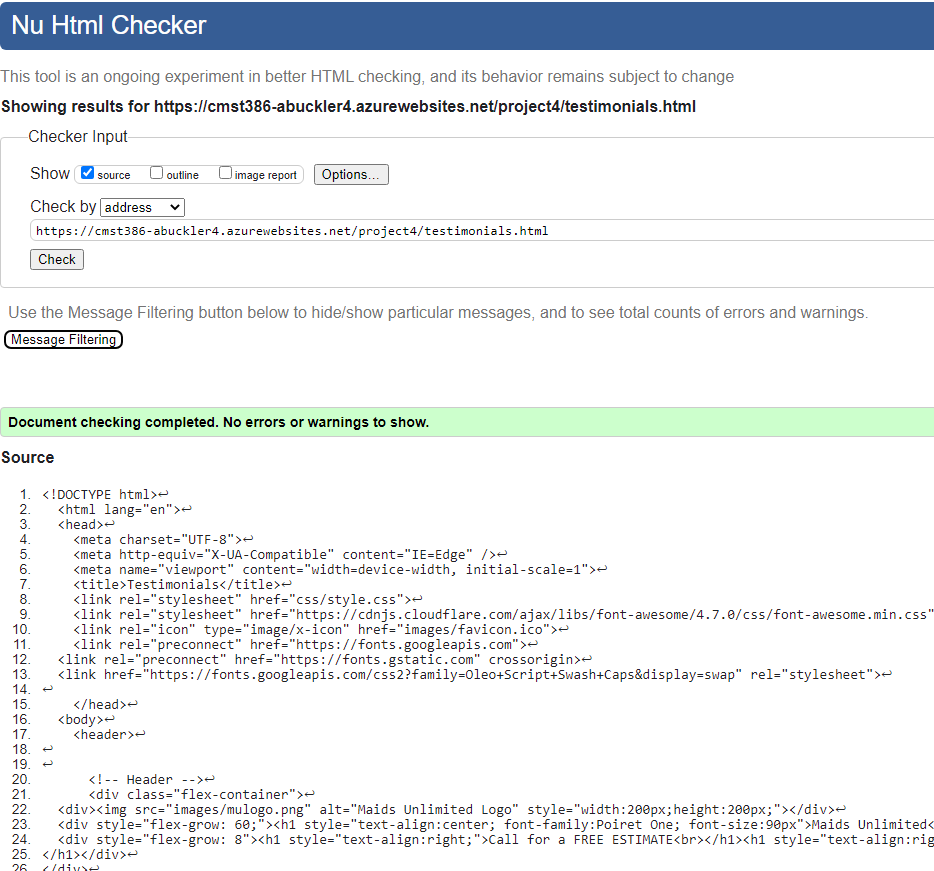 Nu Html Checker
This tool is an ongoing experiment in better HTML checking, and its behavior remains subject to change
Showing results for https://cmst386-abuckler4.azurewebsites.net/project4/testimonials.html
Checker Input
Show source outline image report Options...
Check by address
https://cmst386-abuckler4.azurewebsites.net/project4/testimonials.html
Check
Use the Message Filtering button below to hide/show particular messages, and to see total counts of errors and warnings.
Message Filtering
Document checking completed. No errors or warnings to show.
Source
1. <!DOCTYPE html>↩
2. <html lang="en">↩
3. <head>↩
4. <meta charset="UTF-8">↩
5. <meta http-equiv="X-UA-Compatible" content="IE=Edge" />↩
6. <meta name="viewport" content="width=device-width, initial-scale=1">↩
7. <title>Testimonials</title>↩
8. <link rel="stylesheet" href="css/style.css">↩
9. <link rel="stylesheet" href="https://cdnjs.cloudflare.com/ajax/libs/font-awesome/4.7.0/css/font-awesome.min.css"
10. <link rel="icon" type="image/x-icon" href="images/favicon.ico">↩
11. <link rel="preconnect" href="https://fonts.googleapis.com">↩
12. <link rel="preconnect" href="https://fonts.gstatic.com" crossorigin>↩
13. <link href="https://fonts.googleapis.com/css2?family=Oleo+Script+Swash+Caps&display=swap" rel="stylesheet">↩
14. ↩
15. </head>↩
16. <body>↩
17. <header>↩
18. ↩
19. ↩
20. <!-- Header -->↩
21. <div class="flex-container">↩
22. <div><img src="images/mulogo.png" alt="Maids Unlimited Logo" style="width:200px;height:200px;"></div>↩
23. <div style="flex-grow: 60;"><h1 style="text-align:center; font-family:Poiret One; font-size:90px">Maids Unlimited<
24. <div style="flex-grow: 8"><h1 style="text-align:right;">Call for a FREE ESTIMATE<br></h1><h1 style="text-align:rig
25. </h1></div>↩
26. </div>↩